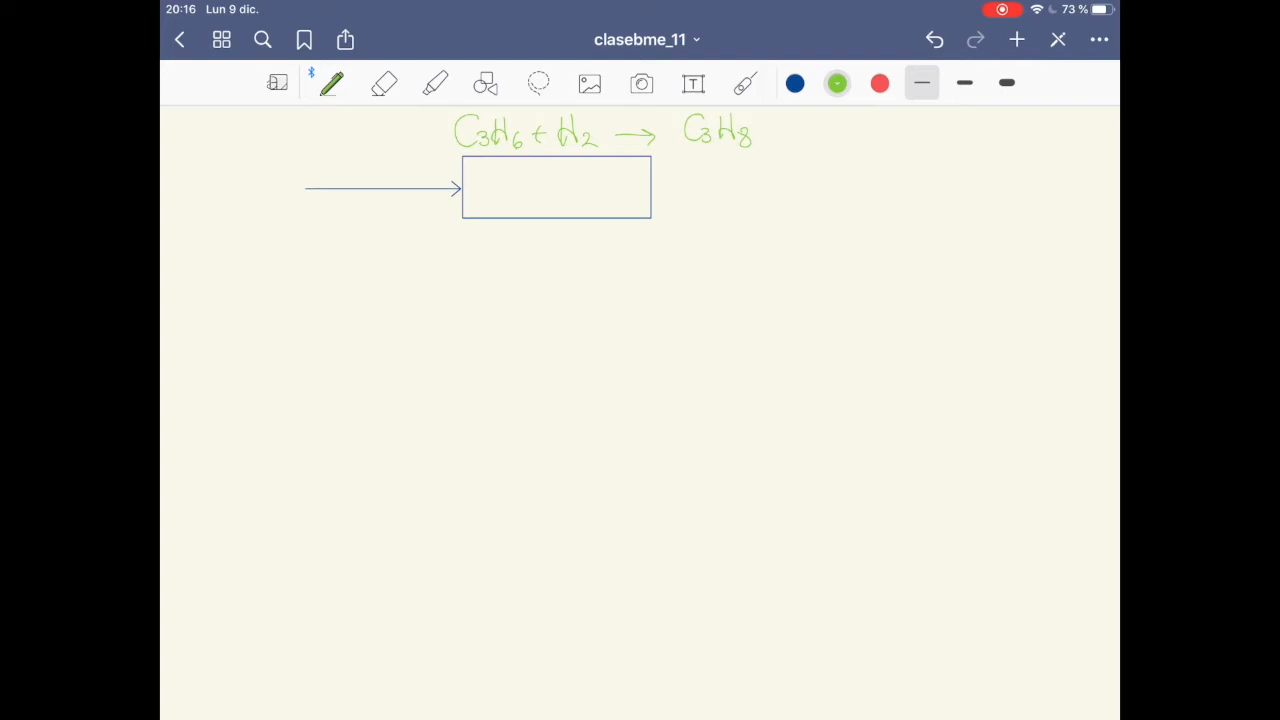 20:16 Lun 9 dic. 73 %
clasebme_11
T
C₃H₆ + H₂ → C₃H₈